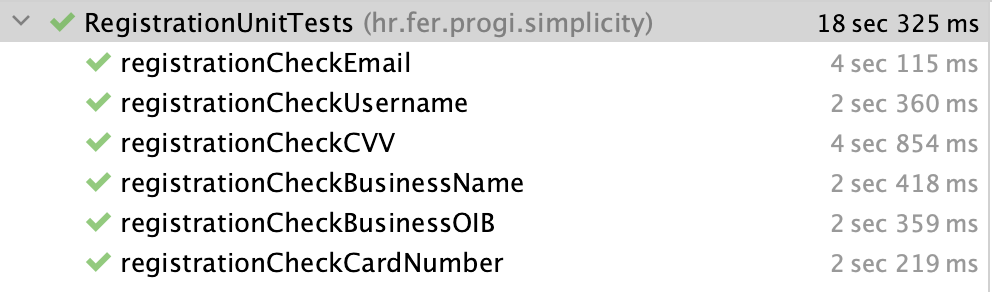 RegistrationUnitTests (hr.fer.progi.simplicity) 18 sec 325 ms
registrationCheckEmail 4 sec 115 ms
registrationCheckUsername 2 sec 360 ms
registrationCheckCVV 4 sec 854 ms
registrationCheckBusinessName 2 sec 418 ms
registrationCheckBusinessOIB 2 sec 359 ms
registrationCheckCardNumber 2 sec 219 ms